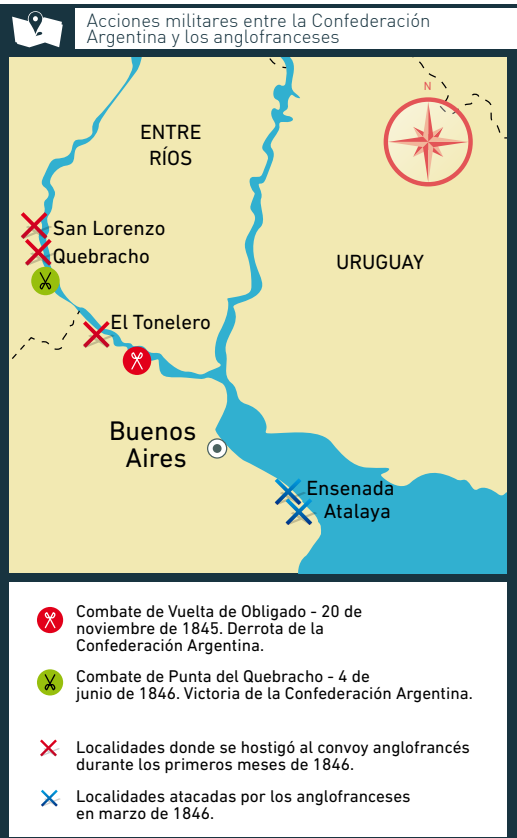 Acciones militares entre la Confederación
Argentina y los anglofranceses
N
ENTRE
RÍOS
San Lorenzo
Quebracho
URUGUAY
El Tonelero
Buenos
Aires
Ensenada
Atalaya
Combate de Vuelta de Obligado - 20 de
noviembre de 1845. Derrota de la
Confederación Argentina.
Combate de Punta del Quebracho - 4 de
junio de 1846. Victoria de la Confederación Argentina.
Localidades donde se hostigó al convoy anglofrancés
durante los primeros meses de 1846.
Localidades atacadas por los anglofranceses
en marzo de 1846.